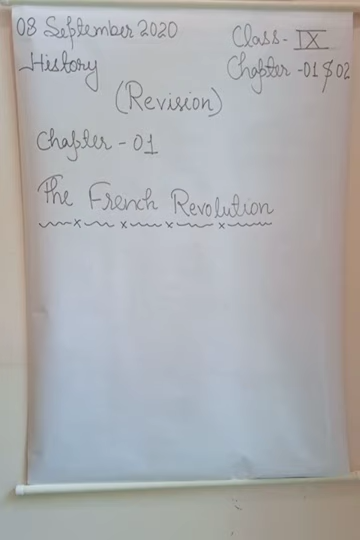 08 September 2020
Class- IX
History
Chapter -01 & 02
(Revision)
Chapter - 01
The French Revolution